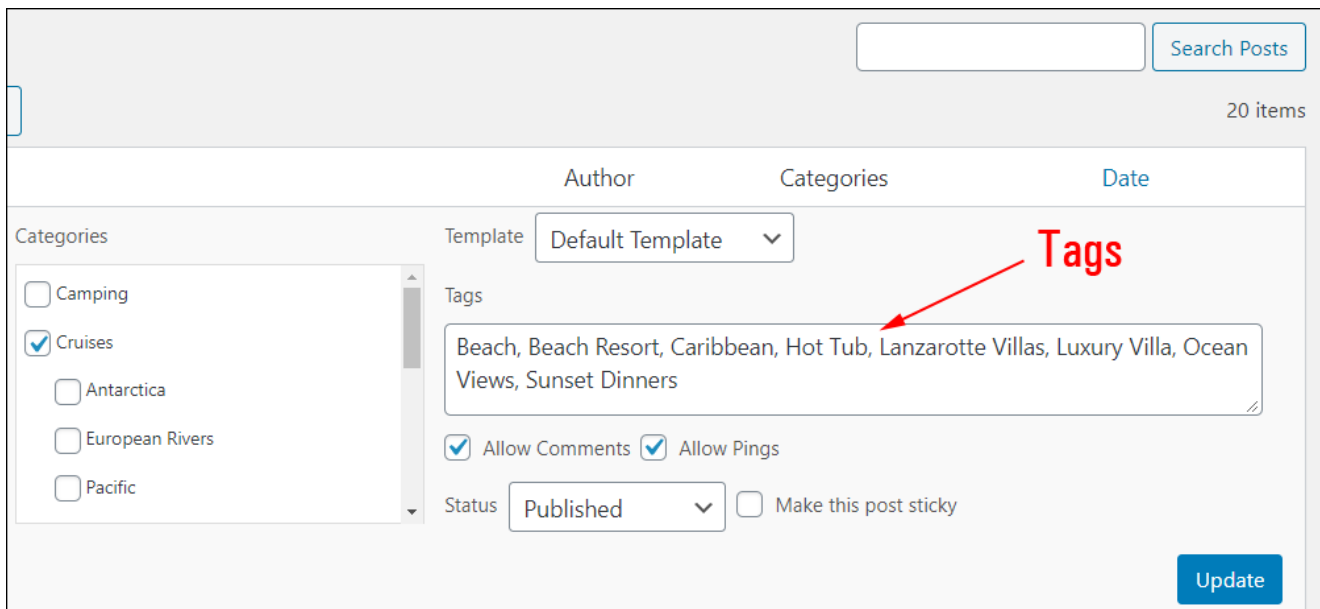 Search Posts
20 items
Author Categories Date
Categories
Camping
Cruises
Antarctica
European Rivers
Pacific
Template Default Template
Tags
Tags
Beach, Beach Resort, Caribbean, Hot Tub, Lanzarotte Villas, Luxury Villa, Ocean
Views, Sunset Dinners
Allow Comments Allow Pings
Status Published Make this post sticky
Update